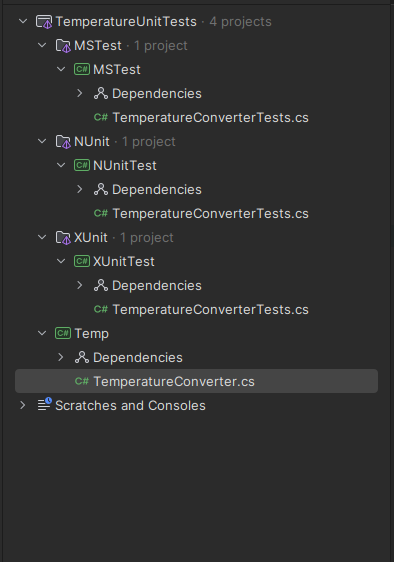 TemperatureUnitTests · 4 projects
MSTest · 1 project
C# MSTest
Dependencies
C# TemperatureConverterTests.cs
NUnit · 1 project
C# NUnitTest
Dependencies
C# TemperatureConverterTests.cs
XUnit · 1 project
C# XUnitTest
Dependencies
C# TemperatureConverterTests.cs
C# Temp
Dependencies
C# TemperatureConverter.cs
Scratches and Consoles